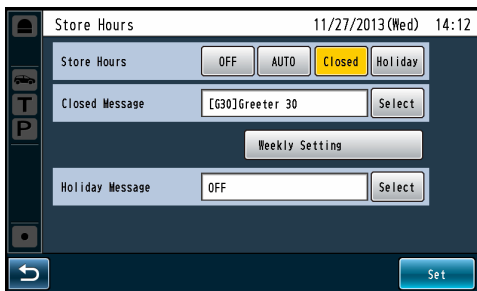 Store Hours 11/27/2013(Wed) 14:12
Store Hours OFF AUTO Closed Holiday
Closed Message [G30]Greeter 30 Select
T
P
Weekly Setting
Holiday Message OFF Select
Set